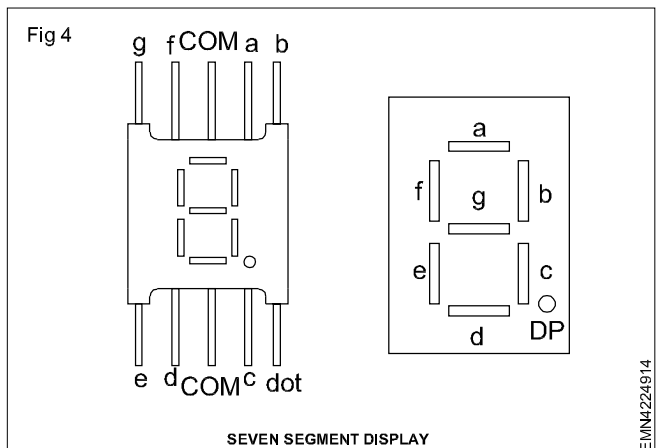 Fig 4
g f COM a b
e d COM c dot
a
f g b
e c
d DP
SEVEN SEGMENT DISPLAY
EMN4224914